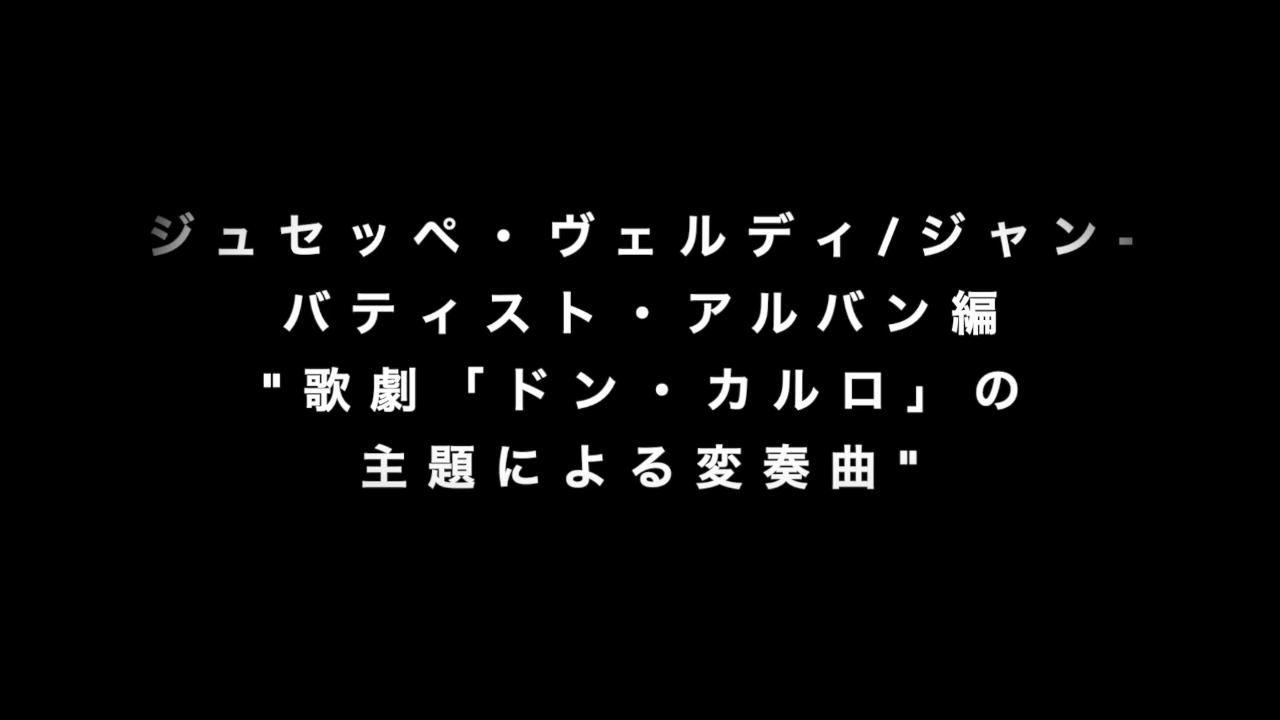 ジュセッペ・ヴェルディ/ジャン-
バティスト・アルバン編
"歌劇「ドン・カルロ」の
主題による変奏曲"